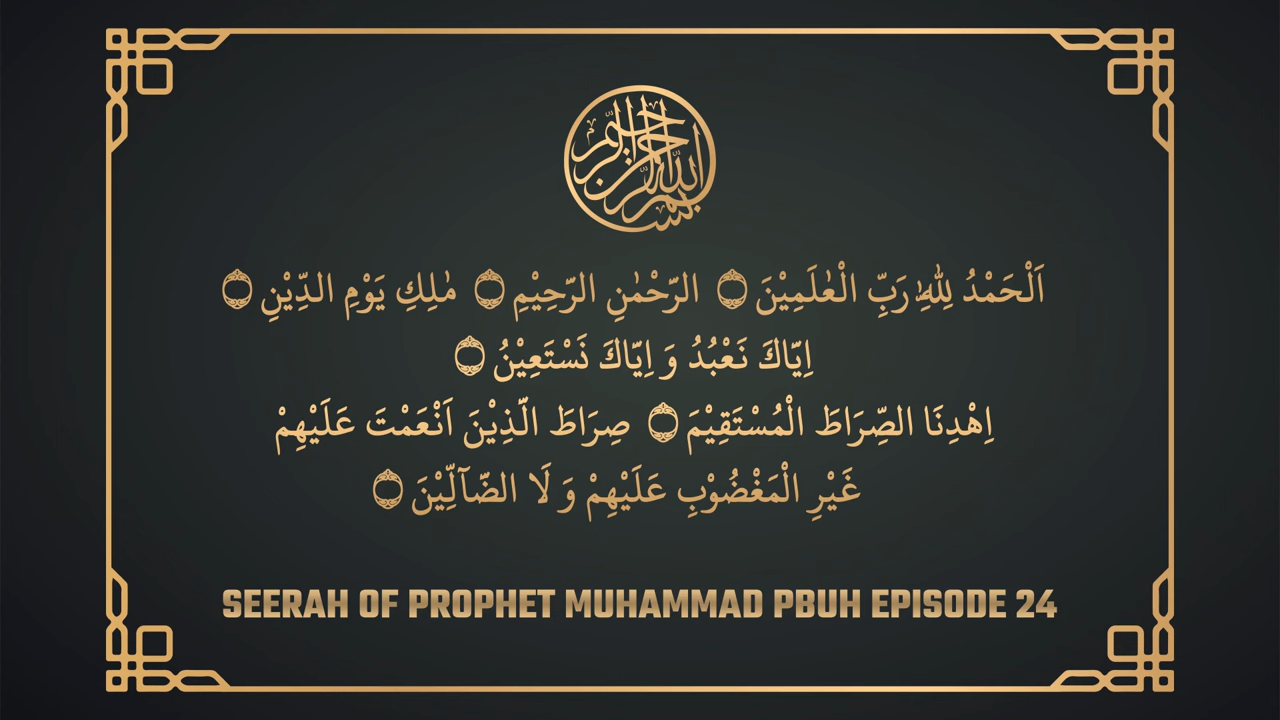 بسم الله الرحمن الرحيم
اَلْحَمْدُ لِلّٰهِ رَبِّ الْعٰلَمِيْنَ ۝ الرَّحْمٰنِ الرَّحِيْمِ ۝ مٰلِكِ يَوْمِ الدِّيْنِ ۝
اِيَّاكَ نَعْبُدُ وَ اِيَّاكَ نَسْتَعِيْنُ ۝
اِهْدِنَا الصِّرَاطَ الْمُسْتَقِيْمَ ۝ صِرَاطَ الَّذِيْنَ اَنْعَمْتَ عَلَيْهِمْ
غَيْرِ الْمَغْضُوْبِ عَلَيْهِمْ وَ لَا الضَّآلِّيْنَ ۝
SEERAH OF PROPHET MUHAMMAD PBUH EPISODE 24